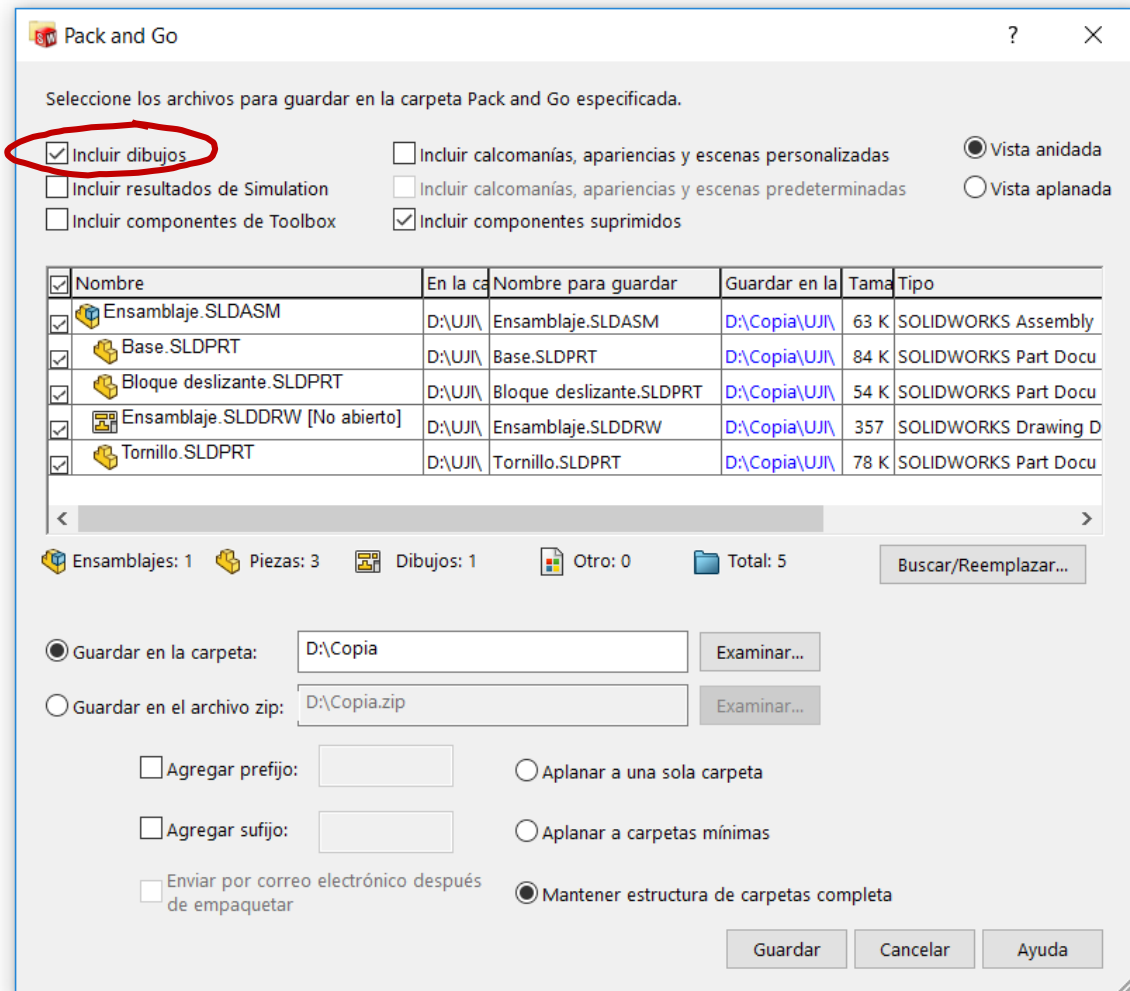 Pack and Go
?
Seleccione los archivos para guardar en la carpeta Pack and Go especificada.
Incluir dibujos Incluir calcomanías, apariencias y escenas personalizadas Vista anidada
Incluir resultados de Simulation Incluir calcomanías, apariencias y escenas predeterminadas Vista aplanada
Incluir componentes de Toolbox Incluir componentes suprimidos
Nombre En la ca Nombre para guardar Guardar en la Tama Tipo
Ensamblaje.SLDASM D:\UJI\ Ensamblaje.SLDASM D:\Copia\UJI\ 63 K SOLIDWORKS Assembly
Base.SLDPRT D:\UJI\ Base.SLDPRT D:\Copia\UJI\ 84 K SOLIDWORKS Part Docu
Bloque deslizante.SLDPRT D:\UJI\ Bloque deslizante.SLDPRT D:\Copia\UJI\ 54 K SOLIDWORKS Part Docu
Ensamblaje.SLDDRW [No abierto] D:\UJI\ Ensamblaje.SLDDRW D:\Copia\UJI\ 357 SOLIDWORKS Drawing D
Tornillo.SLDPRT D:\UJI\ Tornillo.SLDPRT D:\Copia\UJI\ 78 K SOLIDWORKS Part Docu
Ensamblajes: 1 Piezas: 3 Dibujos: 1 Otro: 0 Total: 5 Buscar/Reemplazar...
Guardar en la carpeta: D:\Copia Examinar...
Guardar en el archivo zip: D:\Copia.zip Examinar...
Agregar prefijo: Aplanar a una sola carpeta
Agregar sufijo: Aplanar a carpetas mínimas
Enviar por correo electrónico después
de empaquetar
Mantener estructura de carpetas completa
Guardar Cancelar Ayuda